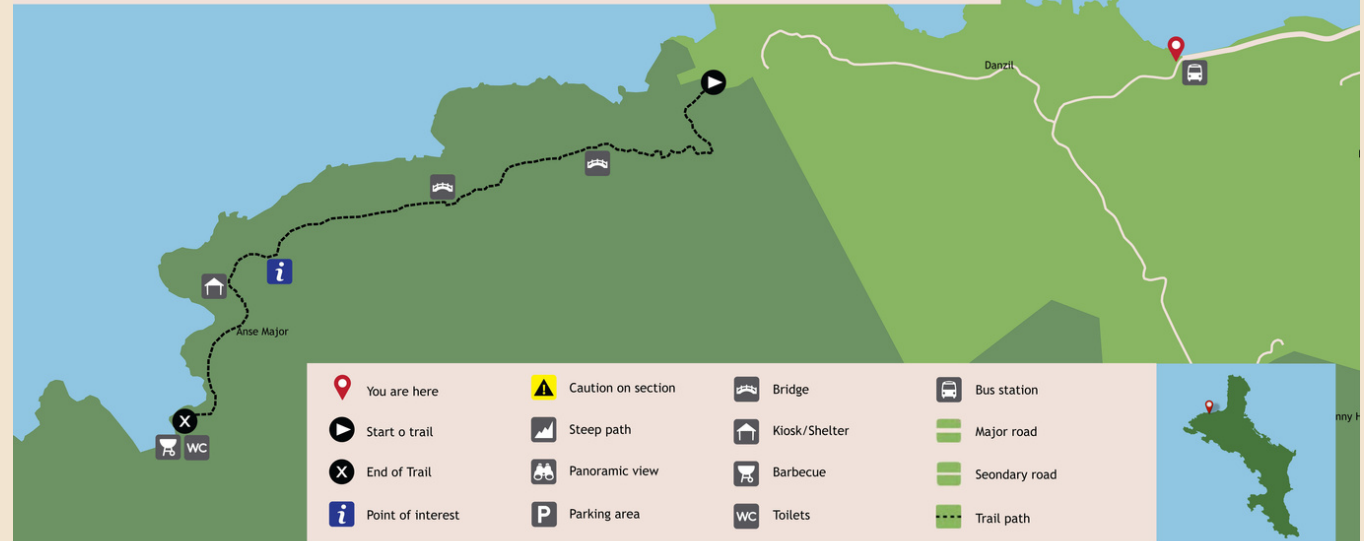 Danzil
Anse Major
WC
You are here
Start o trail
End of Trail
Point of interest
Caution on section
Steep path
Panoramic view
P
Parking area
Bridge
Kiosk/Shelter
Barbecue
WC
Toilets
Bus station
Major road
Seondary road
Trail path